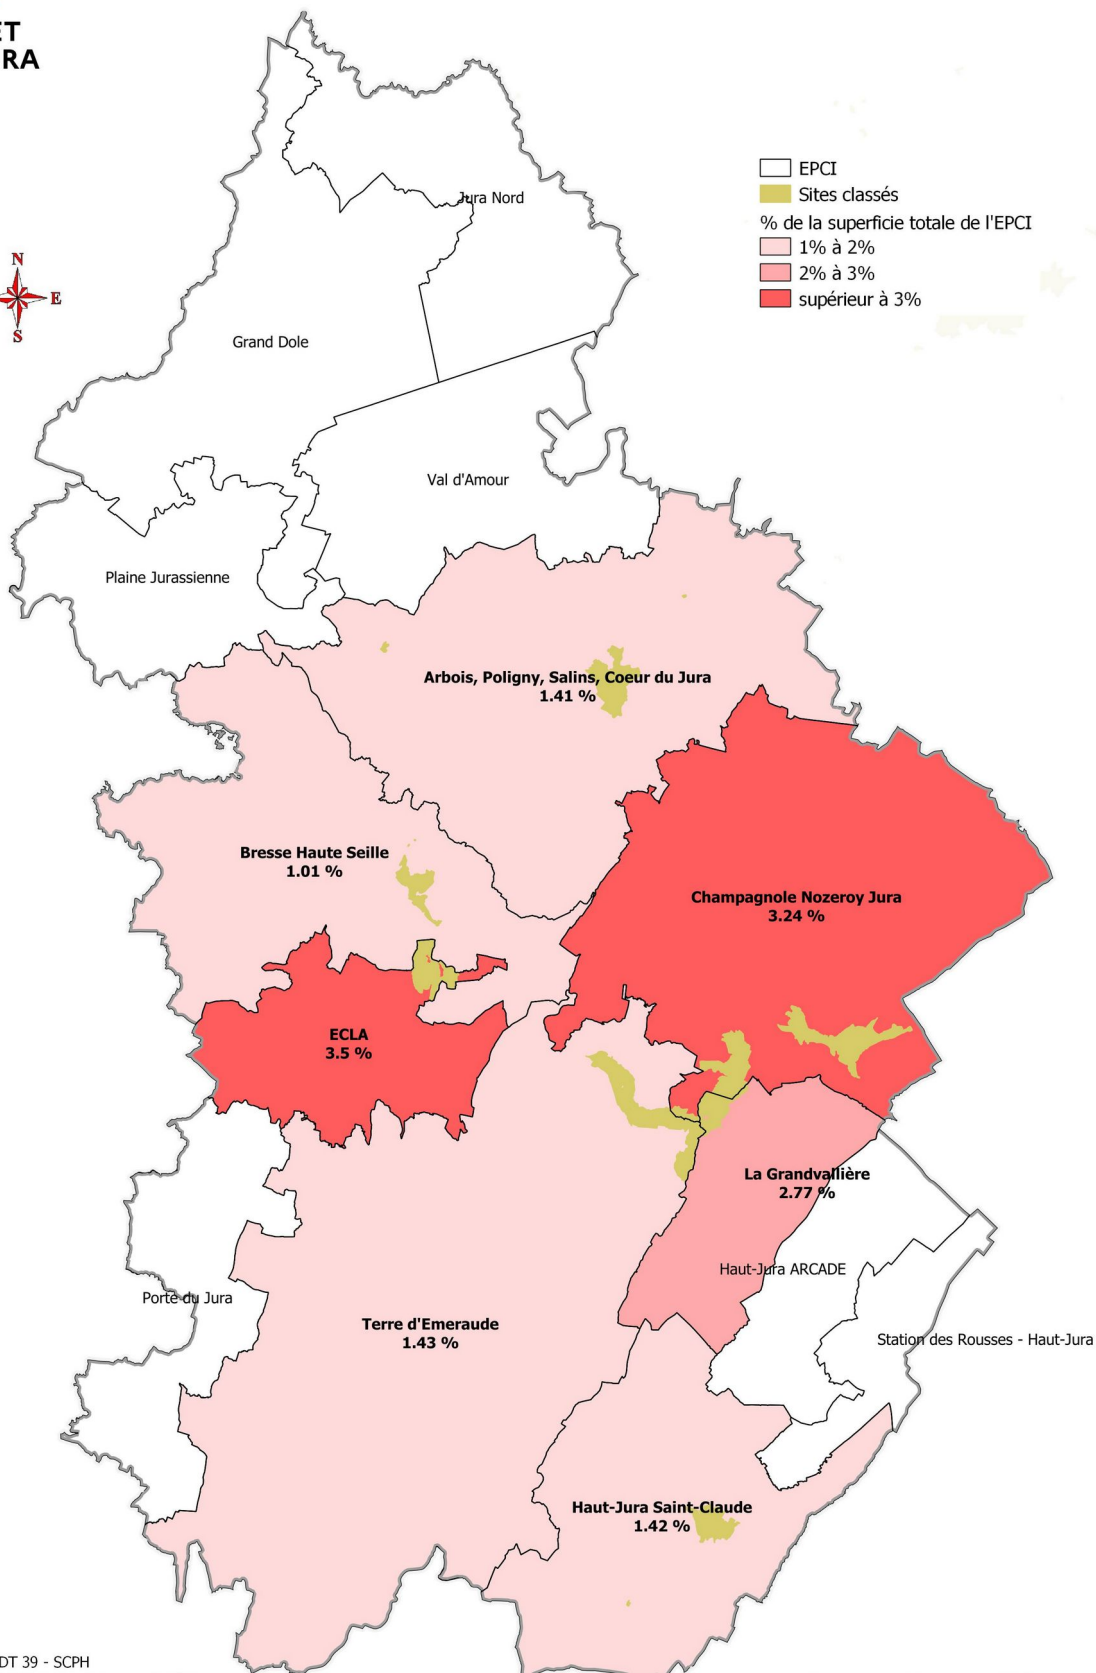 ET
RA
EPCI
Sites classés
% de la superficie totale de l'EPCI
1% à 2%
2% à 3%
supérieur à 3%
N
E
S
Jura Nord
Grand Dole
Val d'Amour
Plaine Jurassienne
Arbois, Poligny, Salins, Coeur du Jura
1.41 %
Bresse Haute Seille
1.01 %
Champagnole Nozeroy Jura
3.24 %
ECLA
3.5 %
La Grandvallière
2.77 %
Haut-Jura ARCADE
Porte du Jura
Terre d'Emeraude
1.43 %
Station des Rousses - Haut-Jura
Haut-Jura Saint-Claude
1.42 %
DT 39 - SCPH